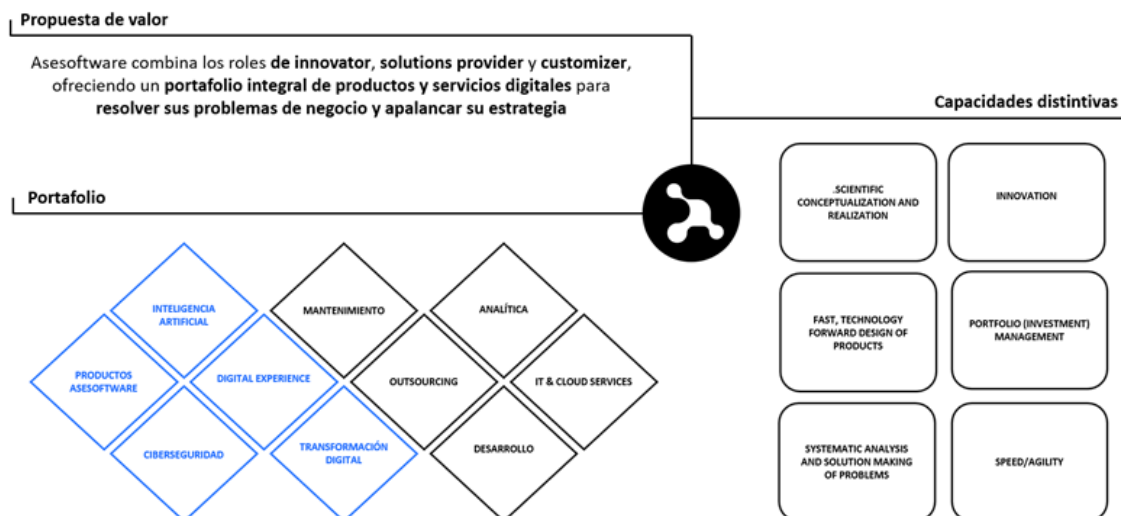 Propuesta de valor
Asesoftware combina los roles de innovator, solutions provider y customizer,
ofreciendo un portafolio integral de productos y servicios digitales para
resolver sus problemas de negocio y apalancar su estrategia
Capacidades distintivas
Portafolio
.SCIENTIFIC
CONCEPTUALIZATION AND
REALIZATION
INNOVATION
FAST, TECHNOLOGY
FORWARD DESIGN OF
PRODUCTS
PORTFOLIO (INVESTMENT)
MANAGEMENT
SYSTEMATIC ANALYSIS
AND SOLUTION MAKING
OF PROBLEMS
SPEED/AGILITY
INTELIGENCIA
ARTIFICIAL
MANTENIMIENTO
ANALÍTICA
PRODUCTOS
ASESOFTWARE
DIGITAL EXPERIENCE
OUTSOURCING
IT & CLOUD SERVICES
CIBERSEGURIDAD
TRANSFORMACIÓN
DIGITAL
DESARROLLO